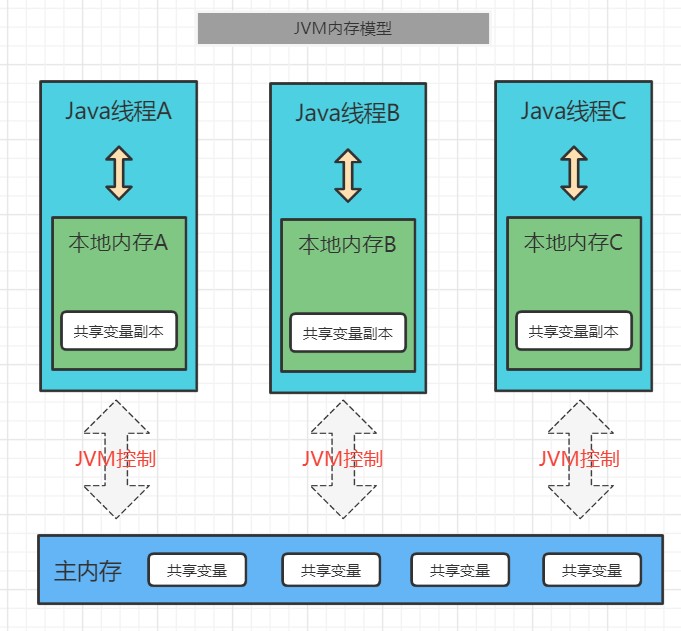 JVM内存模型
Java线程A
Java线程B
Java线程C
本地内存A
本地内存B
本地内存C
共享变量副本
共享变量副本
共享变量副本
JVM控制
JVM控制
JVM控制
主内存
共享变量
共享变量
共享变量
共享变量